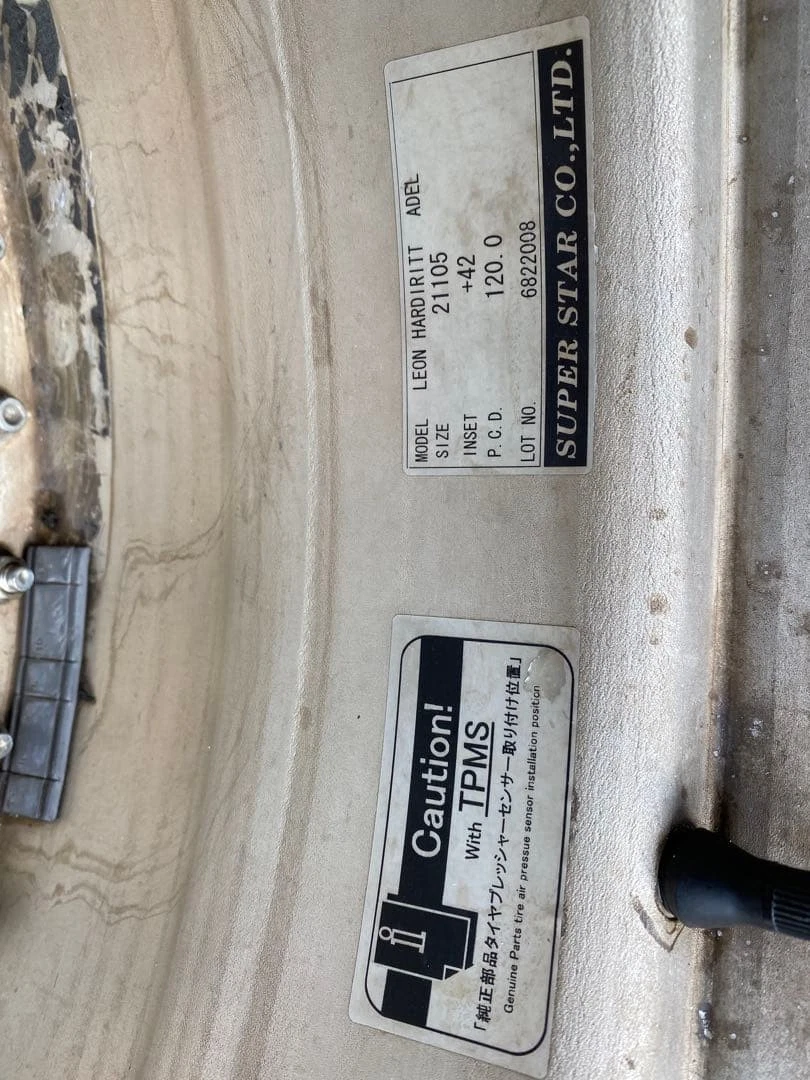 MODEL LEON HARDIRITT ADEL
SIZE 21105
INSET +42
P.C.D. 120.0
LOT NO. 6822008
SUPER STAR CO.,LTD.
Caution!
With TPMS
「純正部品タイヤプレッシャーセンサー取り付け位置」
Genuine Parts tire air pressue sensor installation position